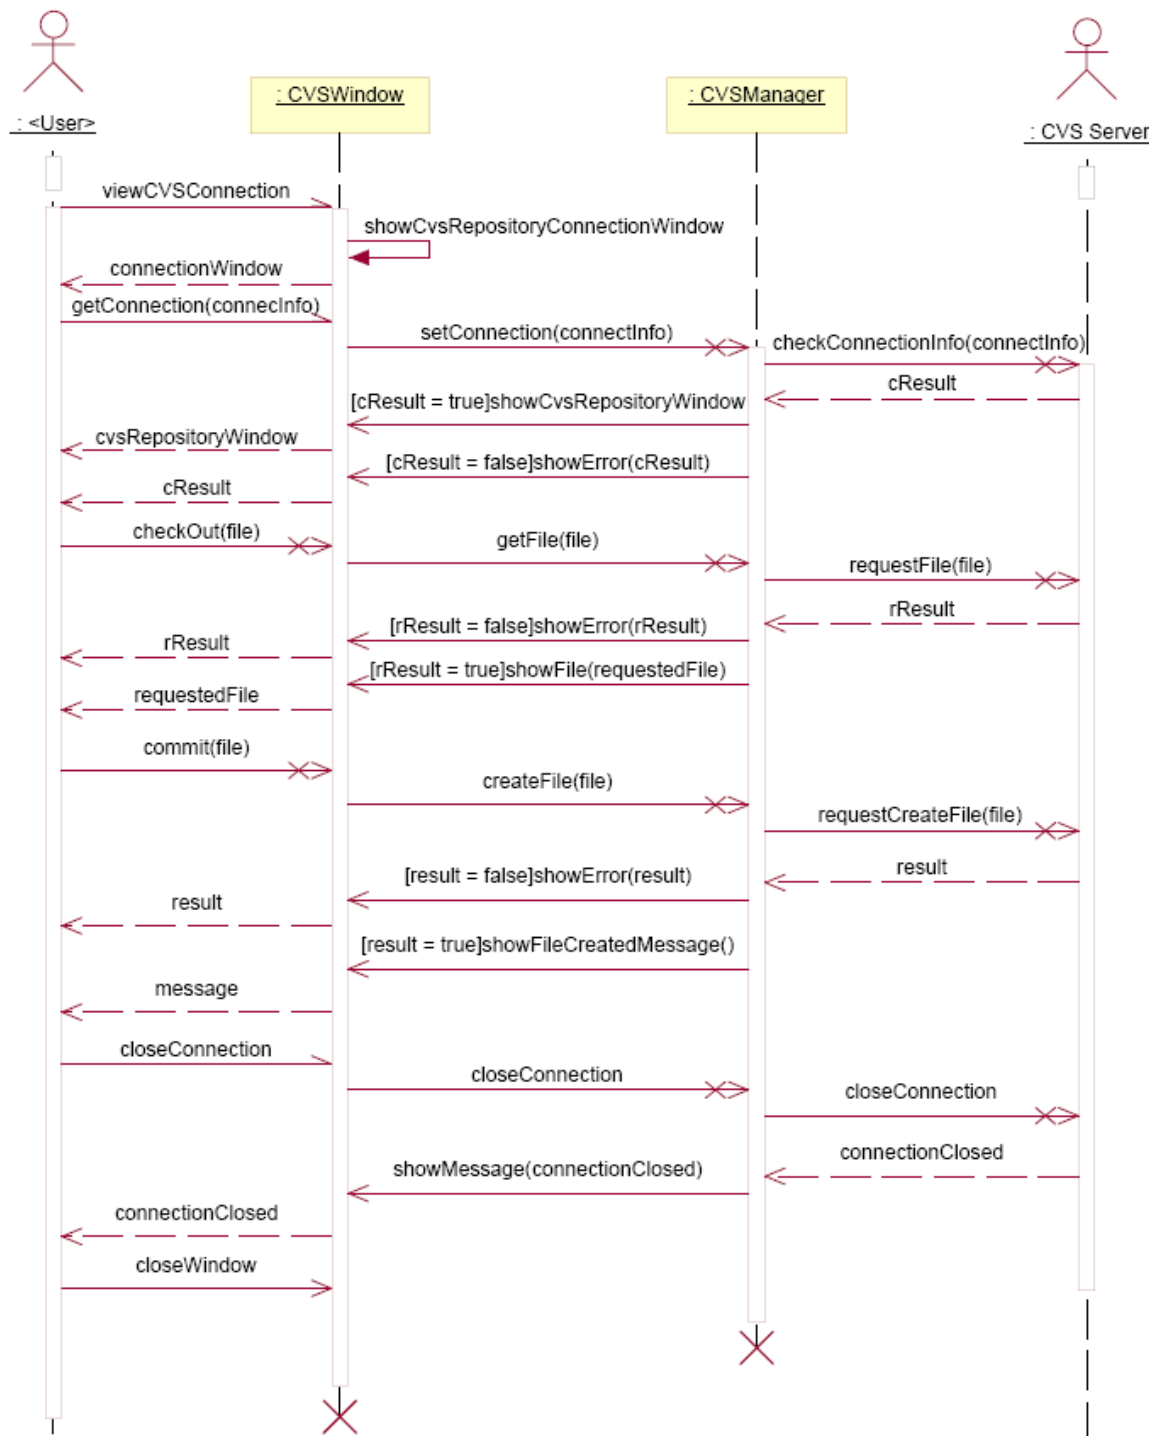 : CVSWindow
: CVSManager
: <User>
: CVS Server
viewCVSConnection
showCvsRepositoryConnectionWindow
connectionWindow
getConnection(connecInfo)
setConnection(connectInfo)
checkConnectionInfo(connectInfo)
cResult
[cResult = true]showCvsRepositoryWindow
cvsRepositoryWindow
[cResult = false]showError(cResult)
cResult
checkOut(file)
getFile(file)
requestFile(file)
rResult
[rResult = false]showError(rResult)
rResult
[rResult = true]showFile(requestedFile)
requestedFile
commit(file)
createFile(file)
requestCreateFile(file)
result
[result = false]showError(result)
result
[result = true]showFileCreatedMessage()
message
closeConnection
closeConnection
closeConnection
connectionClosed
showMessage(connectionClosed)
connectionClosed
closeWindow